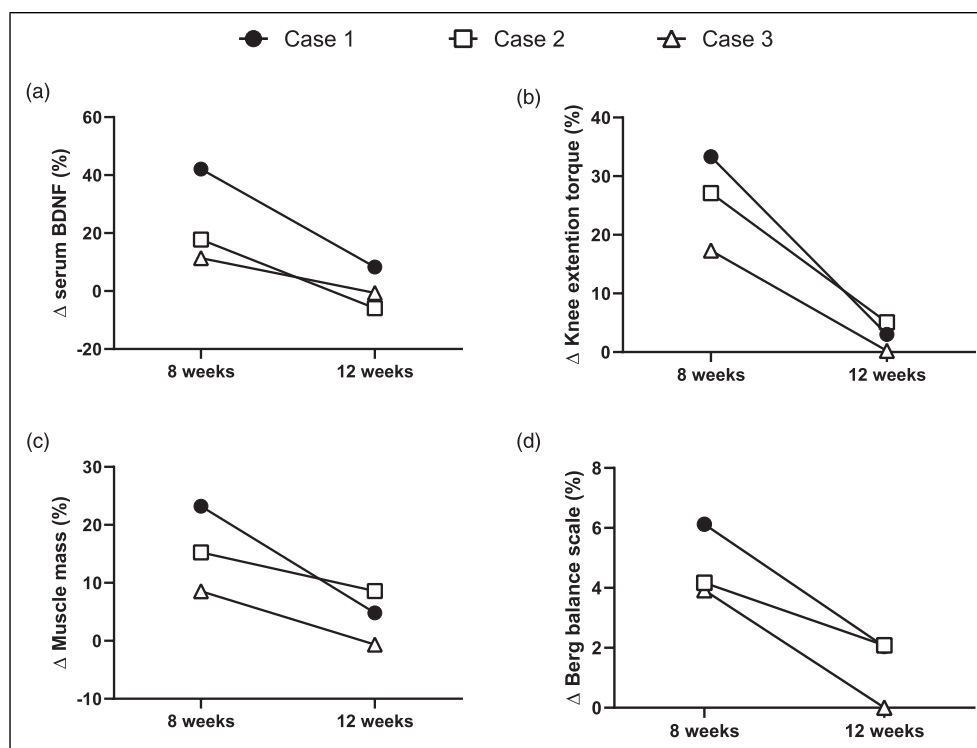 Case 1 Case 2 Case 3
(a)
Δ serum BDNF (%)
60
40
20
0
-20
8 weeks 12 weeks
(b)
Δ Knee extention torque (%)
40
30
20
10
0
8 weeks 12 weeks
(c)
Δ Muscle mass (%)
30
20
10
0
-10
8 weeks 12 weeks
(d)
Δ Berg balance scale (%)
8
6
4
2
0
8 weeks 12 weeks